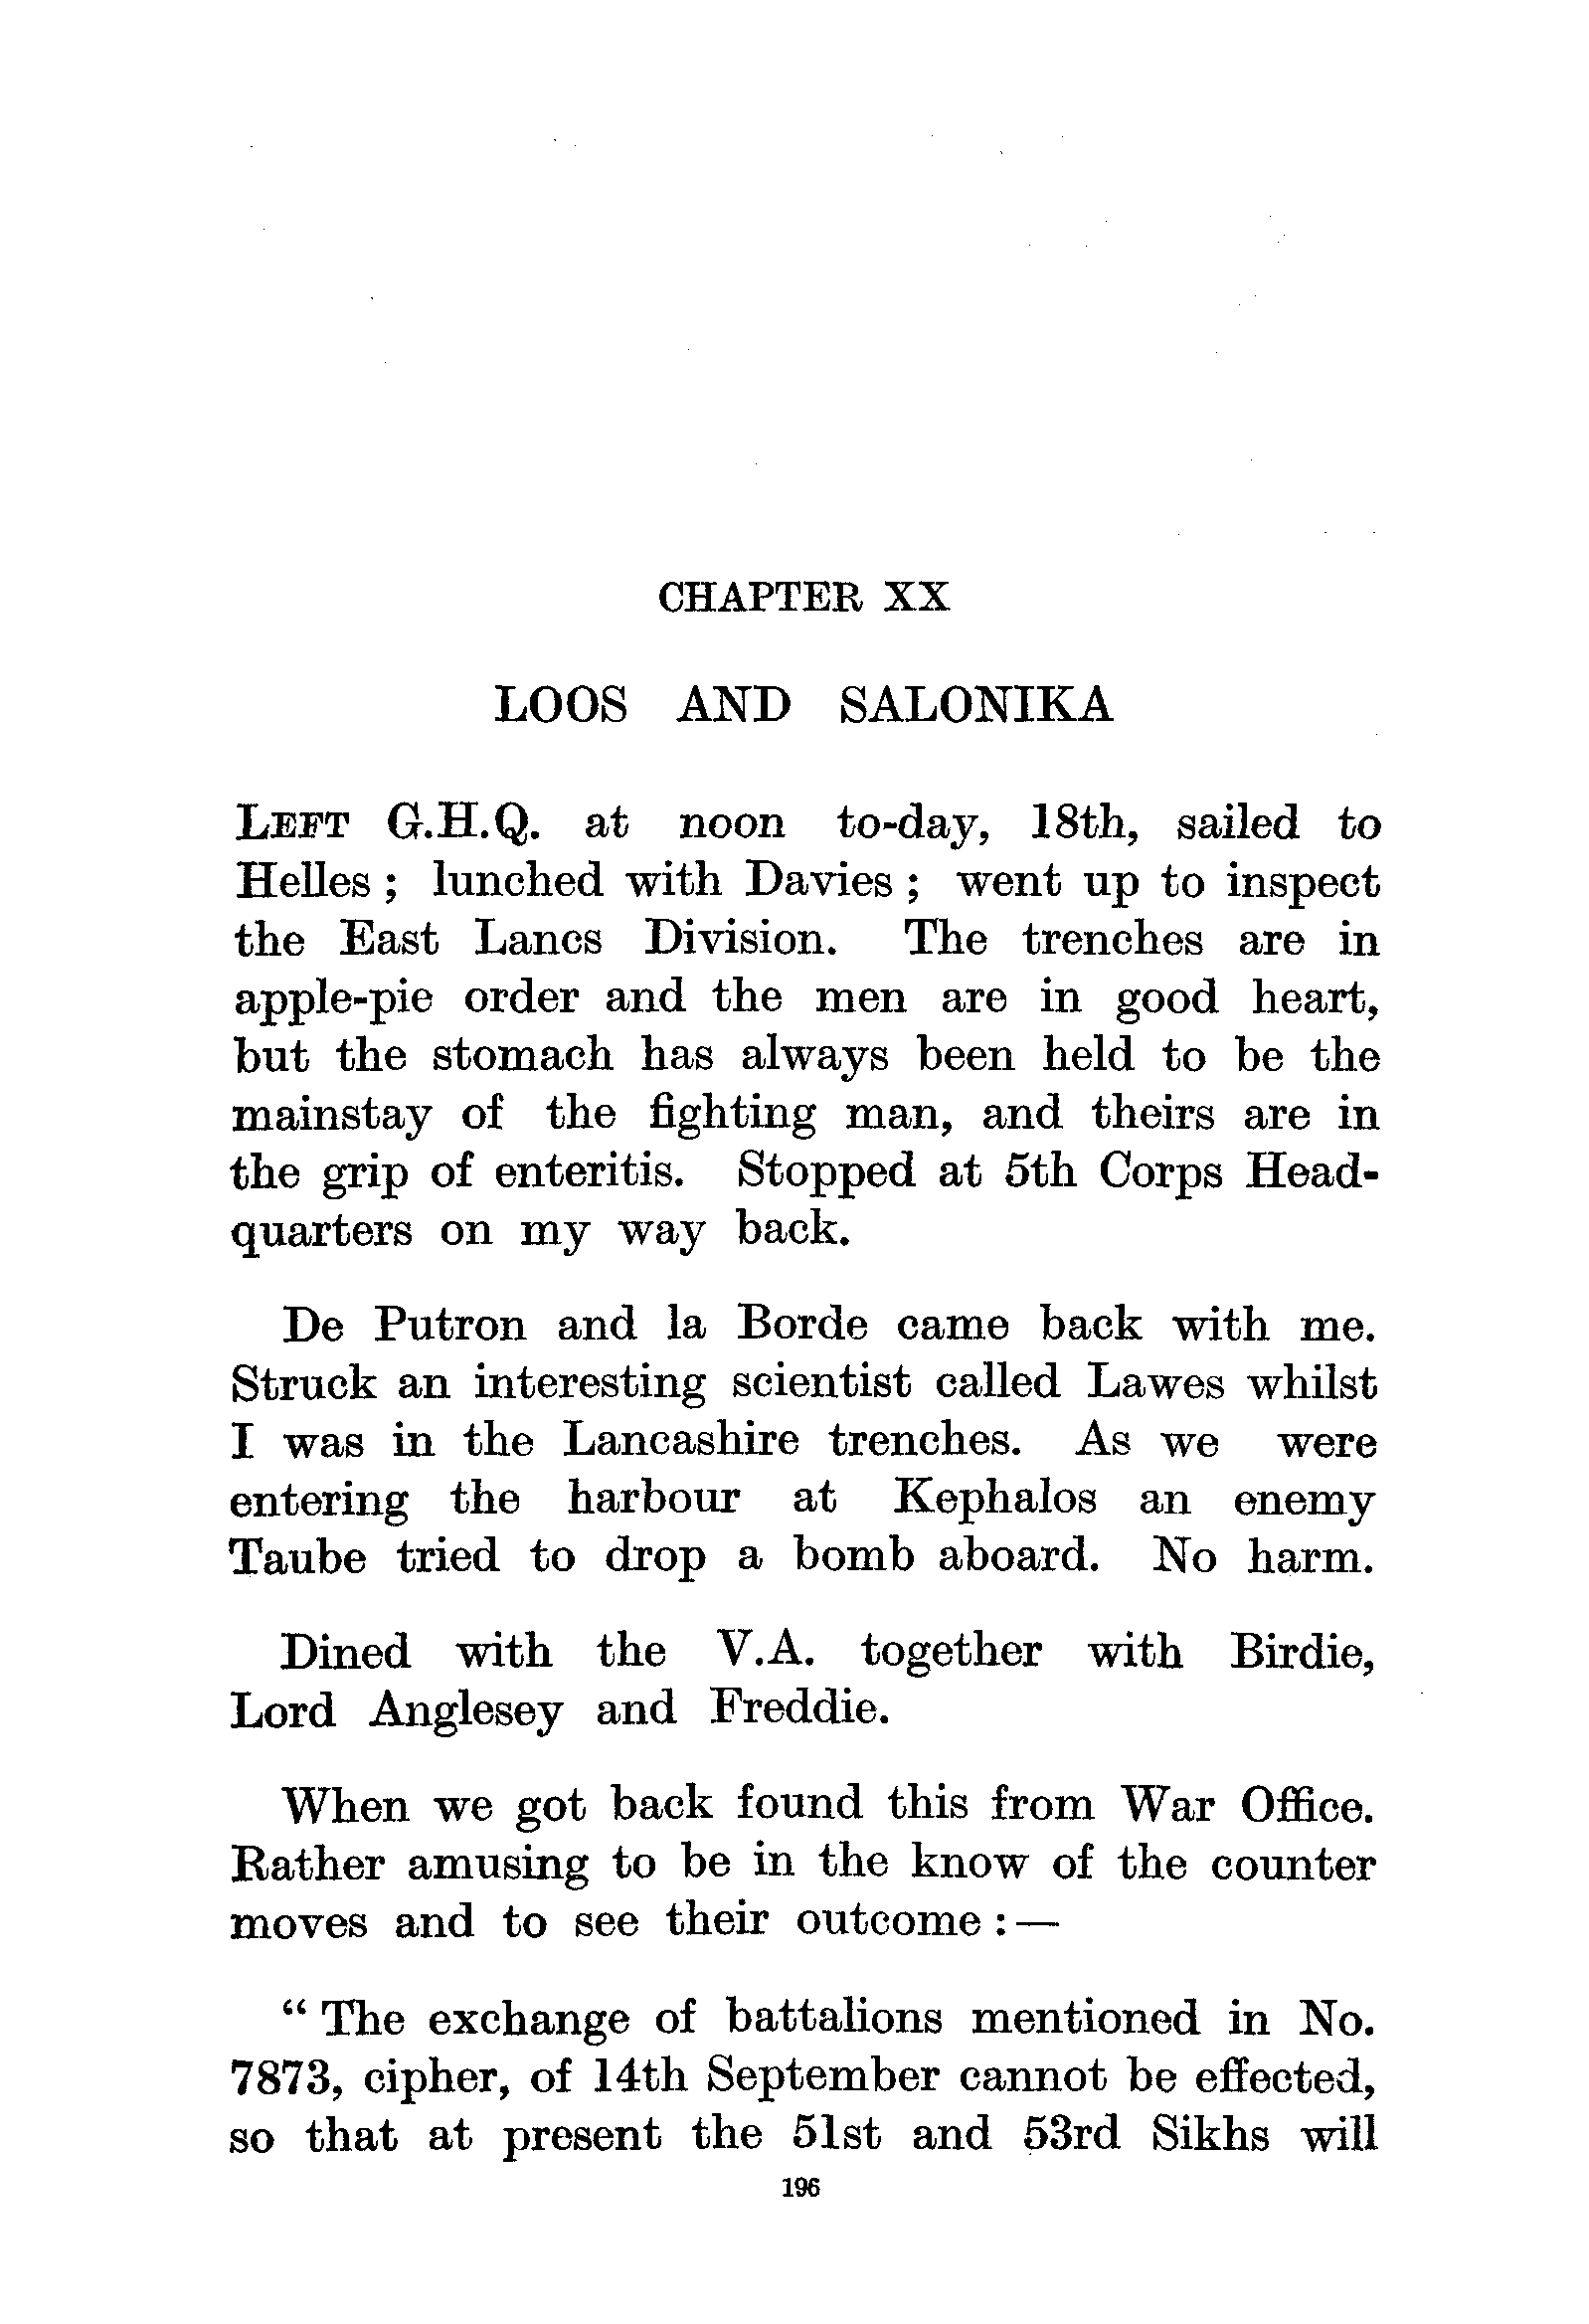 CHAPTER XX
LOOS AND SALONIKA
LEFT G.H.Q. at noon to-day, 18th, sailed to
Helles ; lunched with Davies ; went up to inspect
the East Lancs Division. The trenches are in
apple-pie order and the men are in good heart,
but the stomach has always been held to be the
mainstay of the fighting man, and theirs are in
the grip of enteritis. Stopped at 5th Corps Head-
quarters on my way back.
De Putron and la Borde came back with me.
Struck an interesting scientist called Lawes whilst
I was in the Lancashire trenches. As we were
entering the harbour at Kephalos an enemy
Taube tried to drop a bomb aboard. No harm.
Dined with the V.A. together with Birdie,
Lord Anglesey and Freddie.
When we got back found this from War Office.
Rather amusing to be in the know of the counter
moves and to see their outcome :—
“ The exchange of battalions mentioned in No.
7873, cipher, of 14th September cannot be effected,
so that at present the 51st and 53rd Sikhs will
196